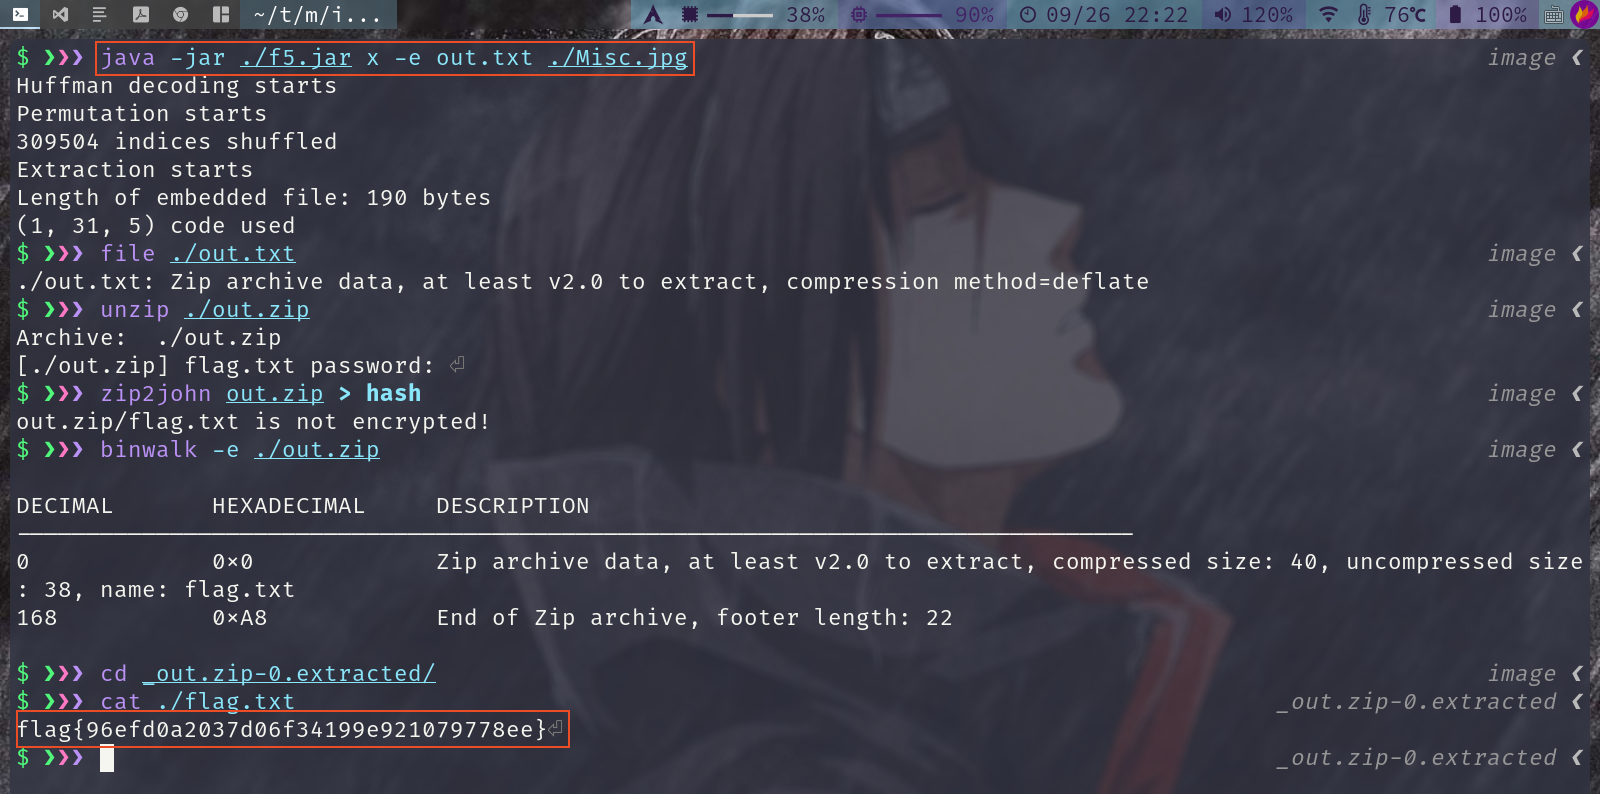 ~/t/m/i... 38% 90% 09/26 22:22 120% 76℃ 100%
$ ❯❯❯ java -jar ./f5.jar x -e out.txt ./Misc.jpg image ❮
Huffman decoding starts
Permutation starts
309504 indices shuffled
Extraction starts
Length of embedded file: 190 bytes
(1, 31, 5) code used
$ ❯❯❯ file ./out.txt image ❮
./out.txt: Zip archive data, at least v2.0 to extract, compression method=deflate
$ ❯❯❯ unzip ./out.zip image ❮
Archive:  ./out.zip
[./out.zip] flag.txt password: ⏎
$ ❯❯❯ zip2john out.zip > hash image ❮
out.zip/flag.txt is not encrypted!
$ ❯❯❯ binwalk -e ./out.zip image ❮
DECIMAL       HEXADECIMAL     DESCRIPTION
0             0×0             Zip archive data, at least v2.0 to extract, compressed size: 40, uncompressed size
: 38, name: flag.txt
168           0×A8            End of Zip archive, footer length: 22
$ ❯❯❯ cd _out.zip-0.extracted/ image ❮
$ ❯❯❯ cat ./flag.txt _out.zip-0.extracted ❮
flag{96efd0a2037d06f34199e921079778ee}⏎
$ ❯❯❯ _out.zip-0.extracted ❮